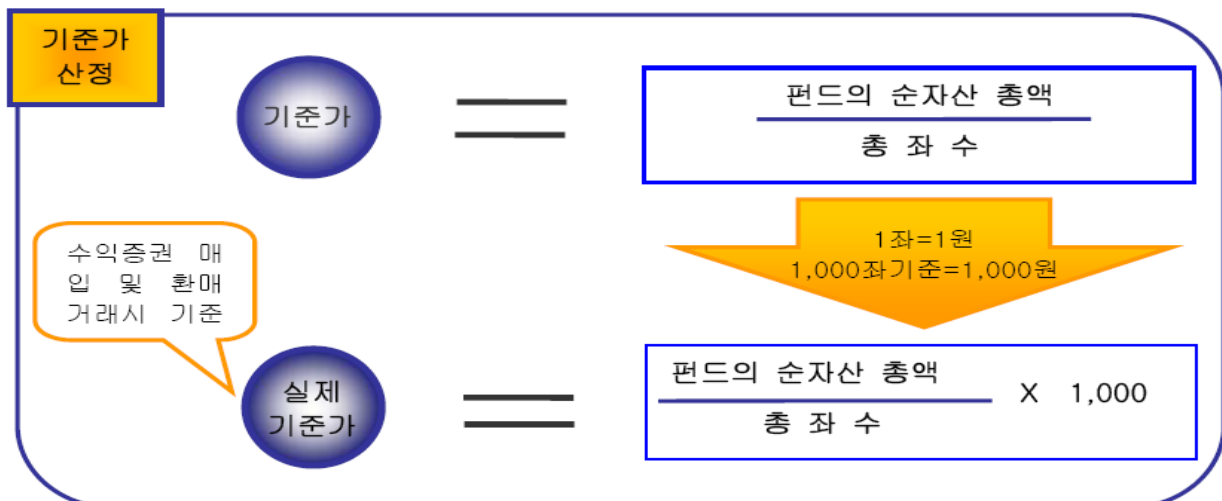 기준가
산정
기준가
펀드의 순자산 총액
총 좌 수
1좌=1원
1,000좌기준=1,000원
수익증권 매
입 및 환매
거래시 기준
실제
기준가
펀드의 순자산 총액
총 좌 수
X 1,000